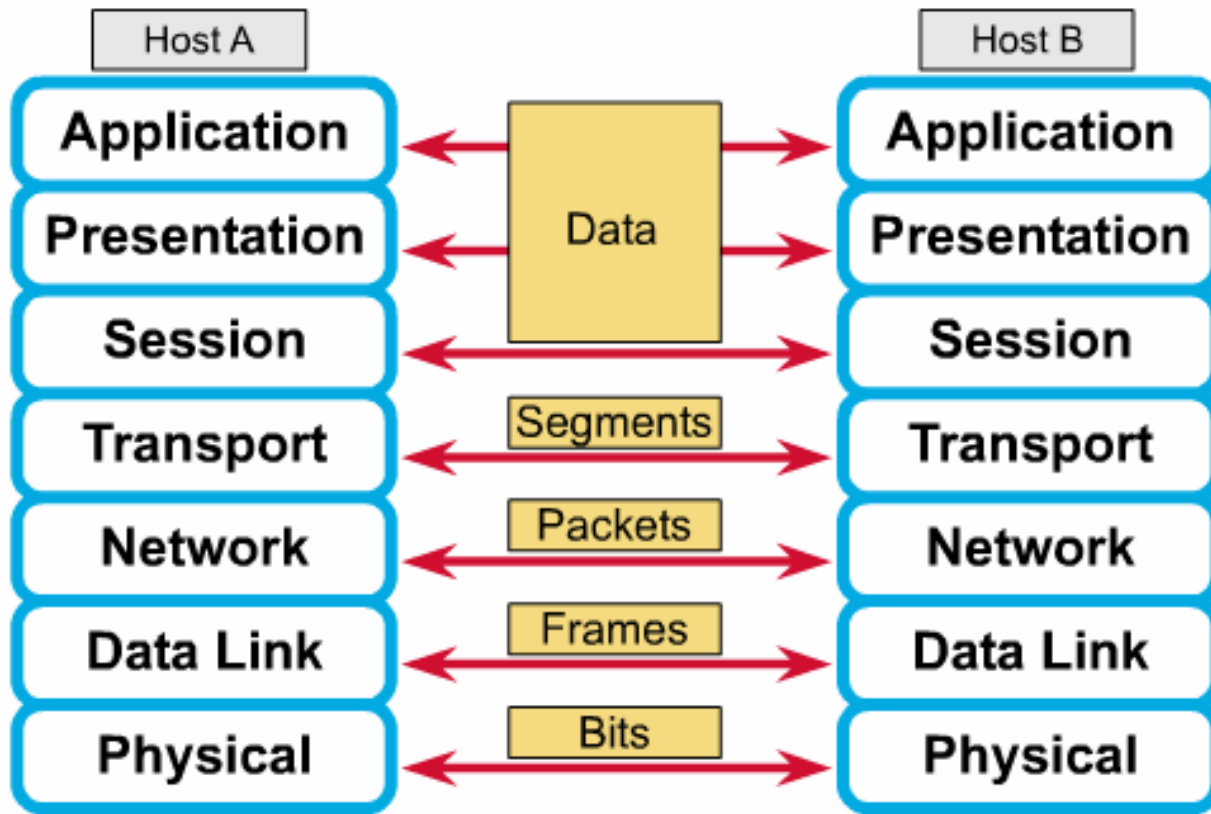 Host A
Host B
Application
Application
Presentation
Data
Presentation
Session
Session
Segments
Transport
Transport
Packets
Network
Network
Frames
Data Link
Data Link
Bits
Physical
Physical